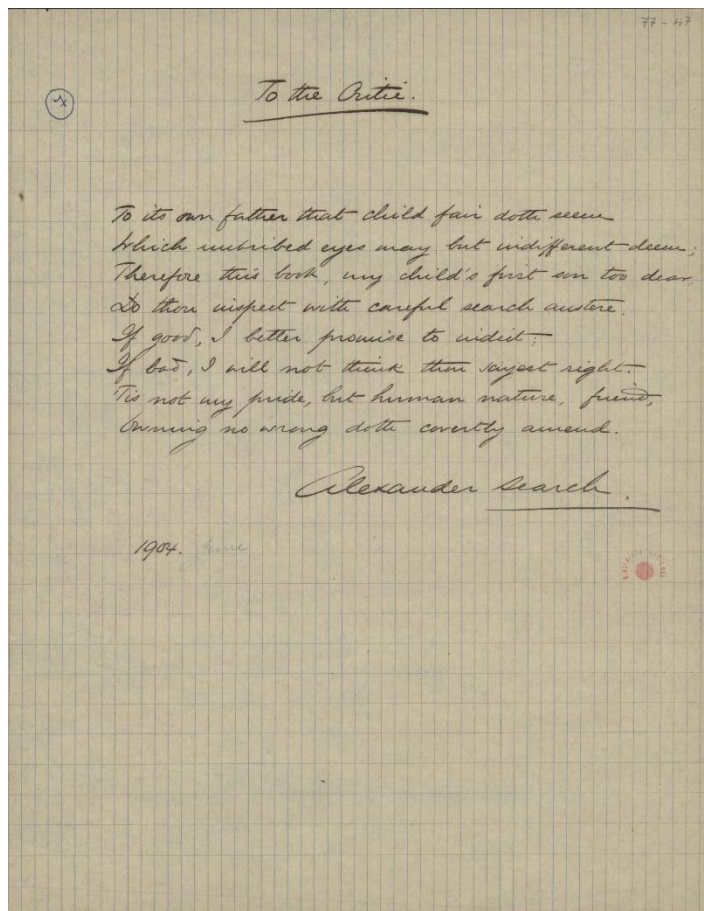 77-47
To the Critic.
To its own father that child fair doth seem
Which unbribed eyes may but indifferent deem;
Therefore this book, my child's first son too dear,
Do thou inspect with careful search austere.
If good, I better promise to indict;
If bad, I will not think thou sayest right.
Tis not my pride, but human nature, friend,
Owning no wrong doth covertly amend.
Alexander Search.
1904. June